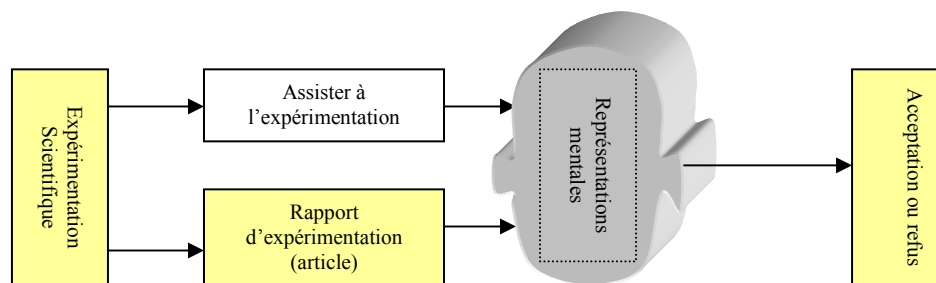 Expérimentation
Scientifique
Assister à
l’expérimentation
Rapport
d’expérimentation
(article)
Représentations
mentales
Acceptation ou refus